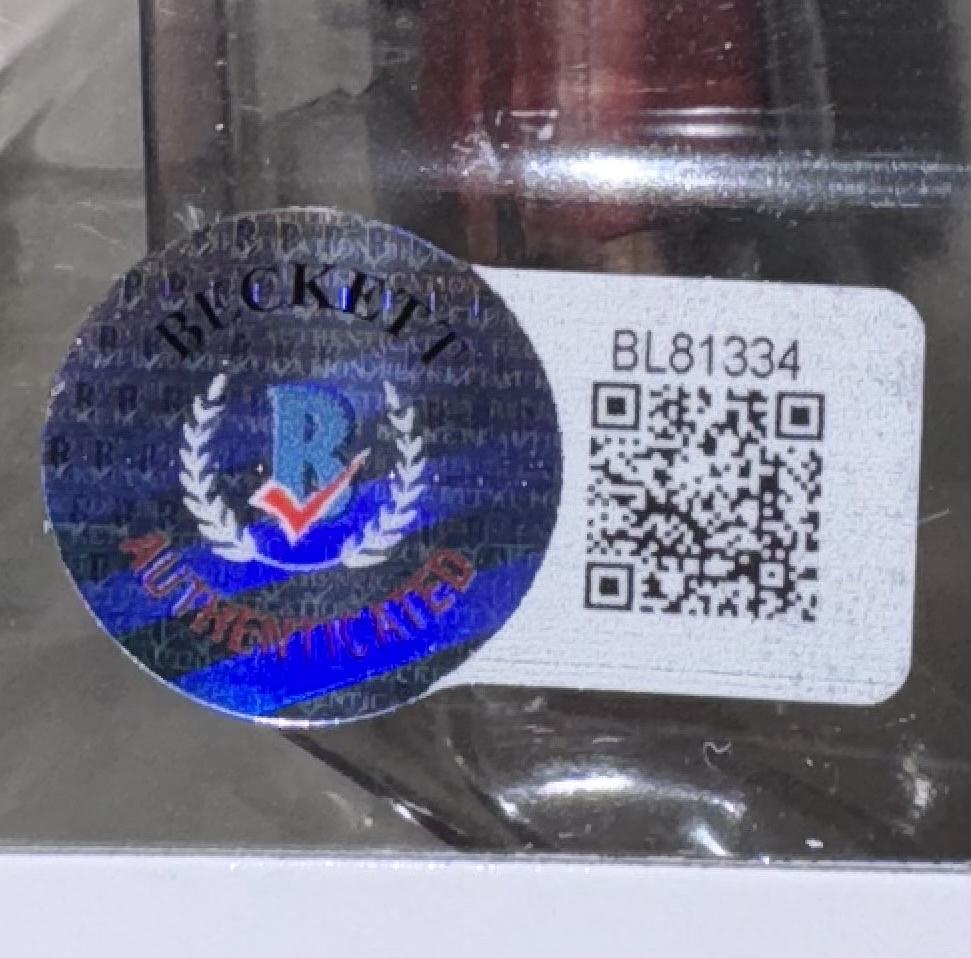 BECKETT
B
AUTHENTICATED
BL81334